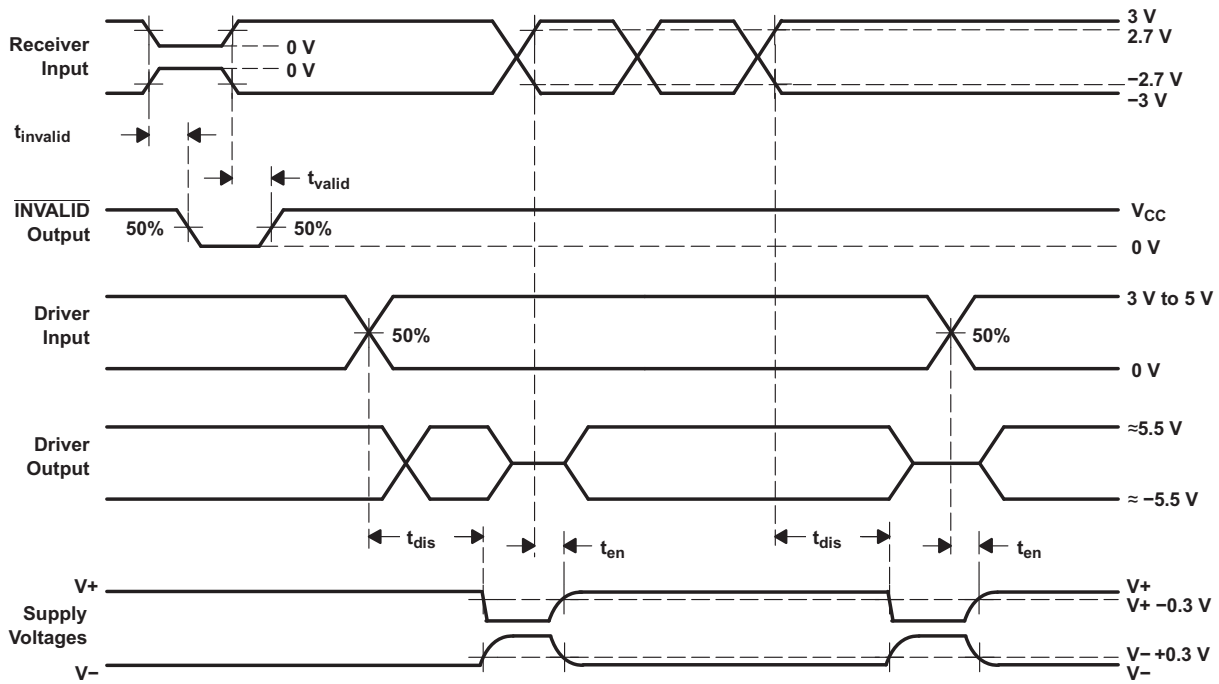 Receiver
Input
0 V
0 V
3 V
2.7 V
−2.7 V
−3 V
tinvalid
tvalid
INVALID
Output
50%
50%
VCC
0 V
Driver
Input
50%
50%
3 V to 5 V
0 V
Driver
Output
≈5.5 V
≈ −5.5 V
tdis
ten
tdis
ten
V+
Supply
Voltages
V−
V+
V+ −0.3 V
V− +0.3 V
V−